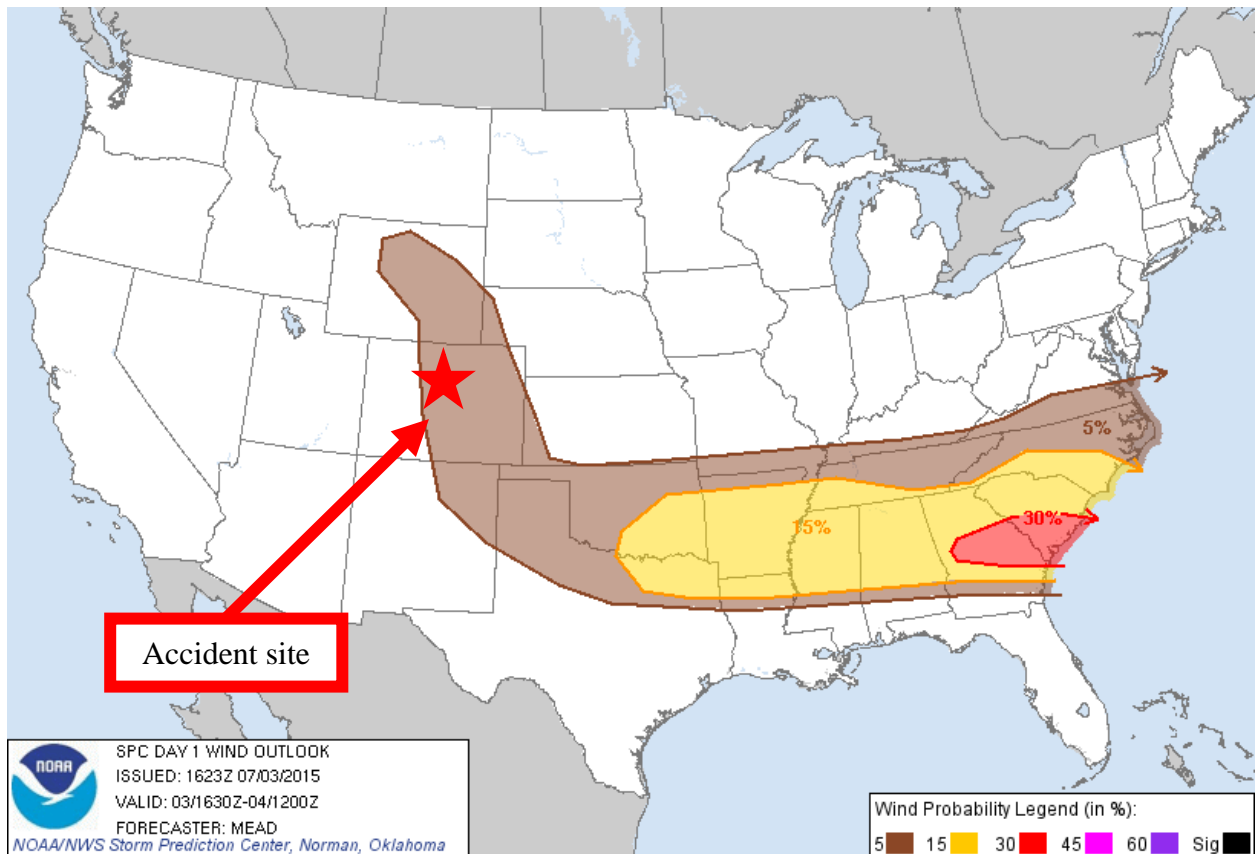 5%
15%
30%
Accident site
NOAA
SPC DAY 1 WIND OUTLOOK
ISSUED: 1623Z 07/03/2015
VALID: 03/1630Z-04/1200Z
FORECASTER: MEAD
NOAA/NWS Storm Prediction Center, Norman, Oklahoma
Wind Probability Legend (in %):
5 15 30 45 60 Sig